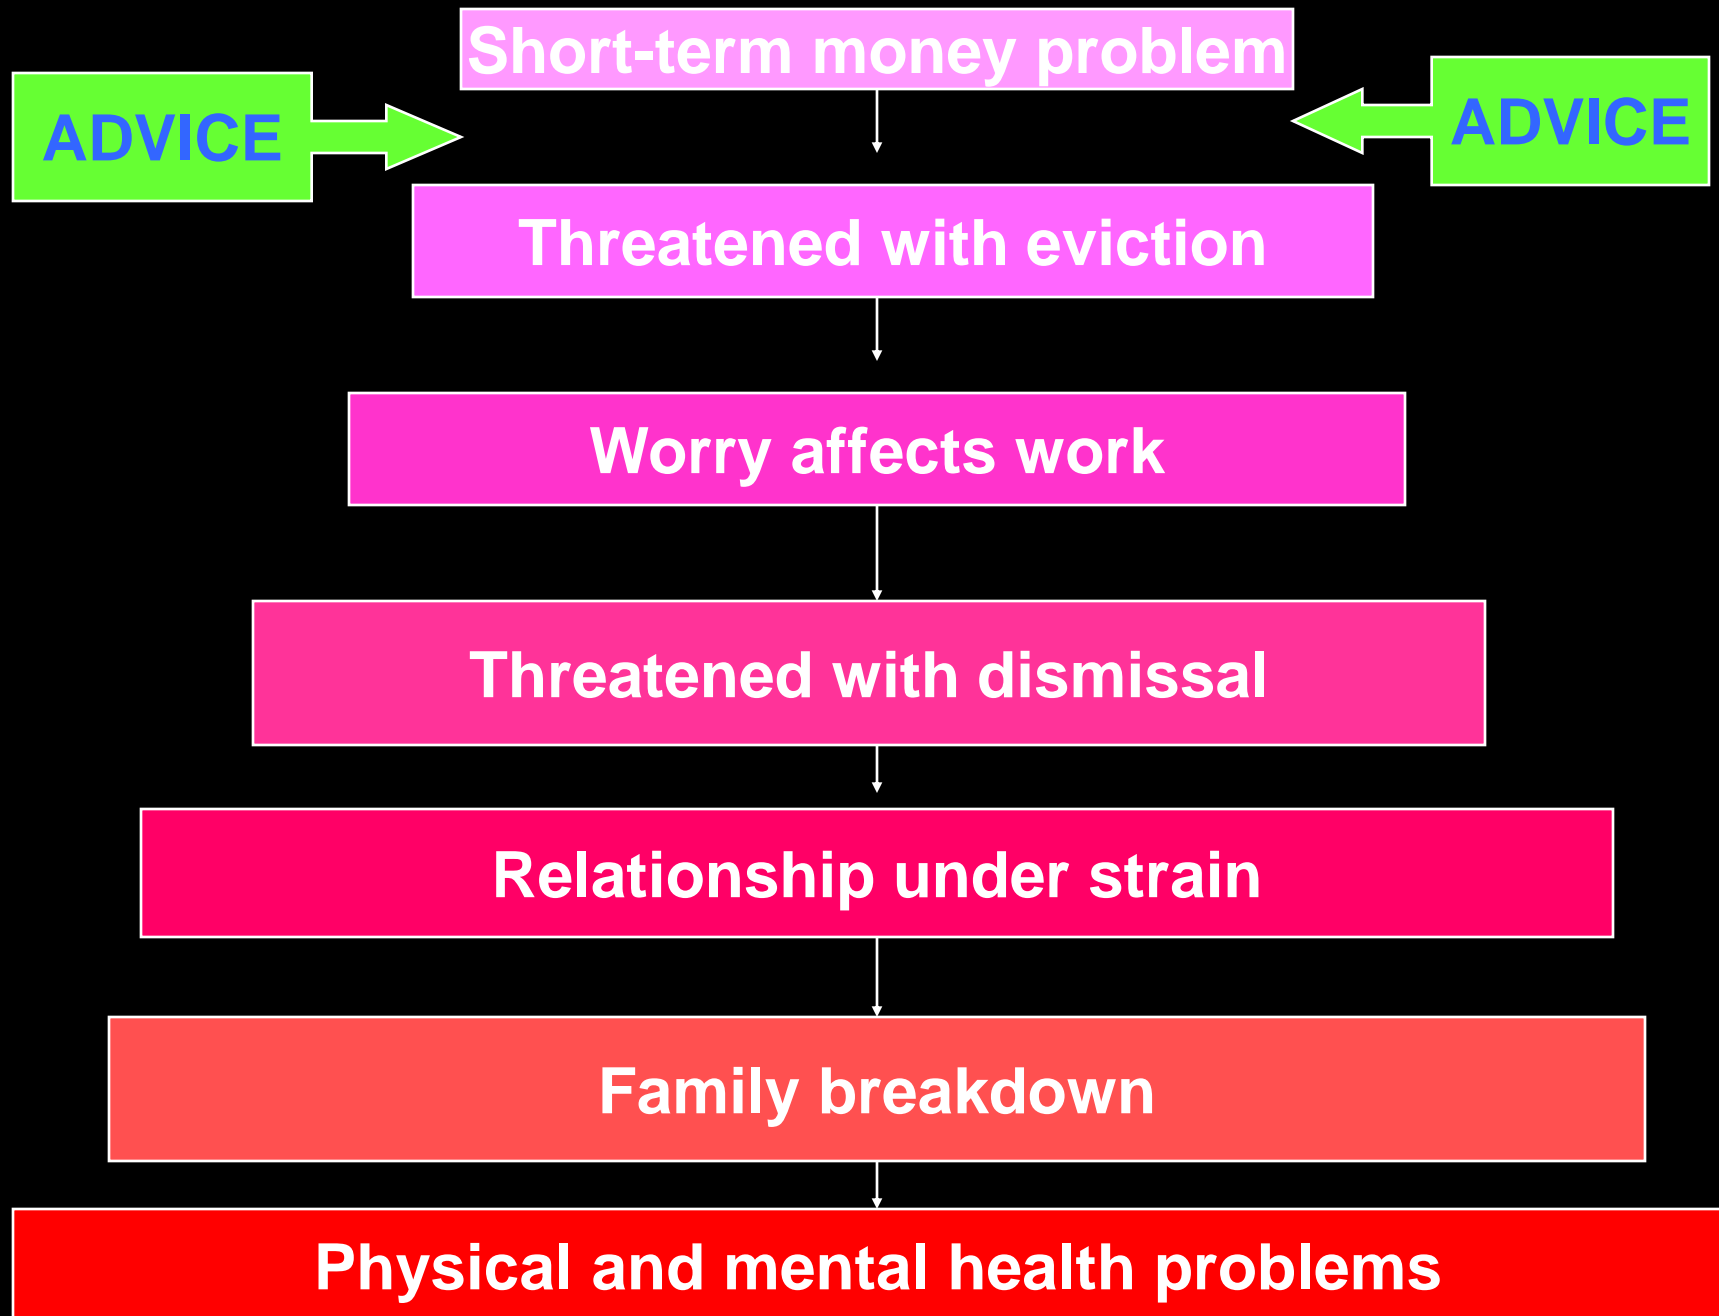 Short-term money problem
ADVICE
ADVICE
Threatened with eviction
Worry affects work
Threatened with dismissal
Relationship under strain
Family breakdown
Physical and mental health problems